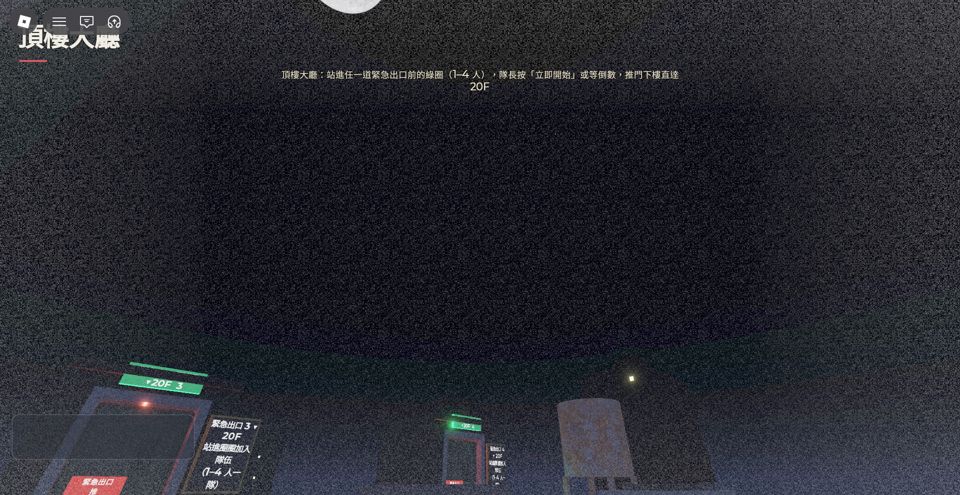 頂樓大廳
頂樓大廳：站進任一道緊急出口前的綠圈（1–4 人），隊長按「立即開始」或等倒數，推門下樓直達
20F
▼20F 3
緊急出口 3 ▼
20F
站進圈圈加入
隊伍
（1–4 人一
隊）
緊急出口
推